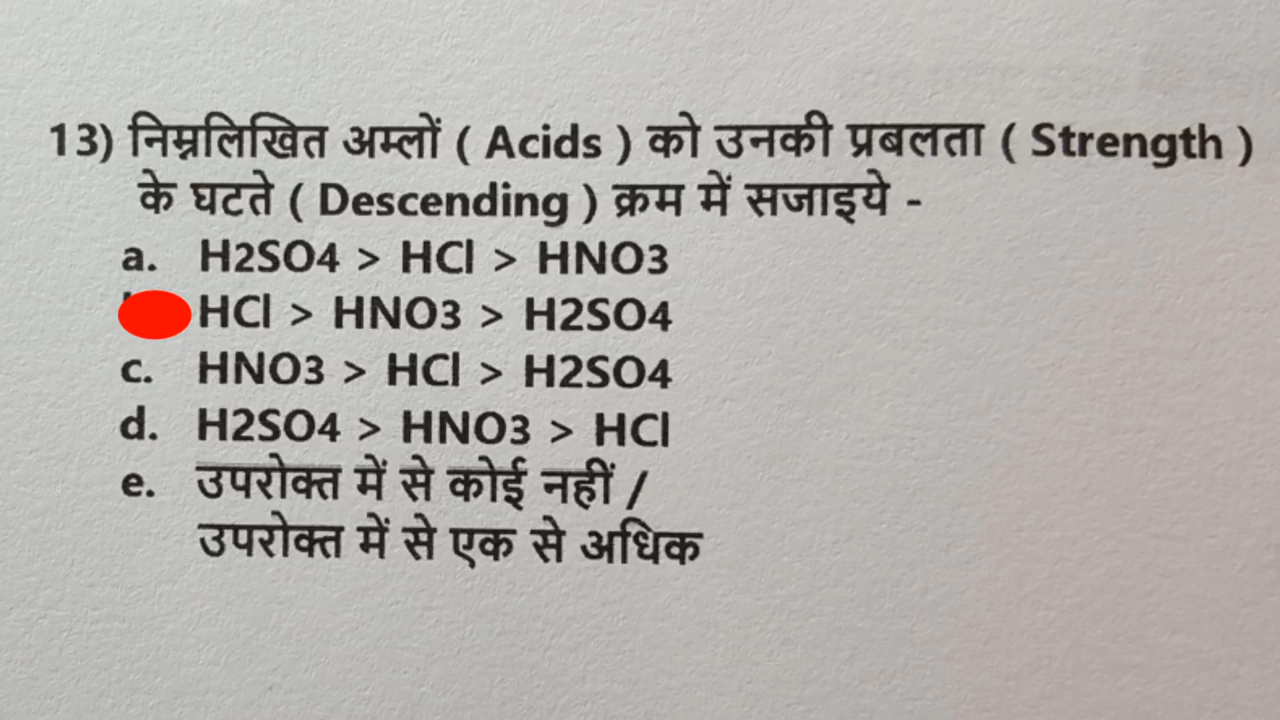 13) निम्नलिखित अम्लों ( Acids ) को उनकी प्रबलता ( Strength )
के घटते ( Descending ) क्रम में सजाइये -
a. H2SO4 > HCl > HNO3
HCl > HNO3 > H2SO4
c. HNO3 > HCl > H2SO4
d. H2SO4 > HNO3 > HCl
e. उपरोक्त में से कोई नहीं /
उपरोक्त में से एक से अधिक